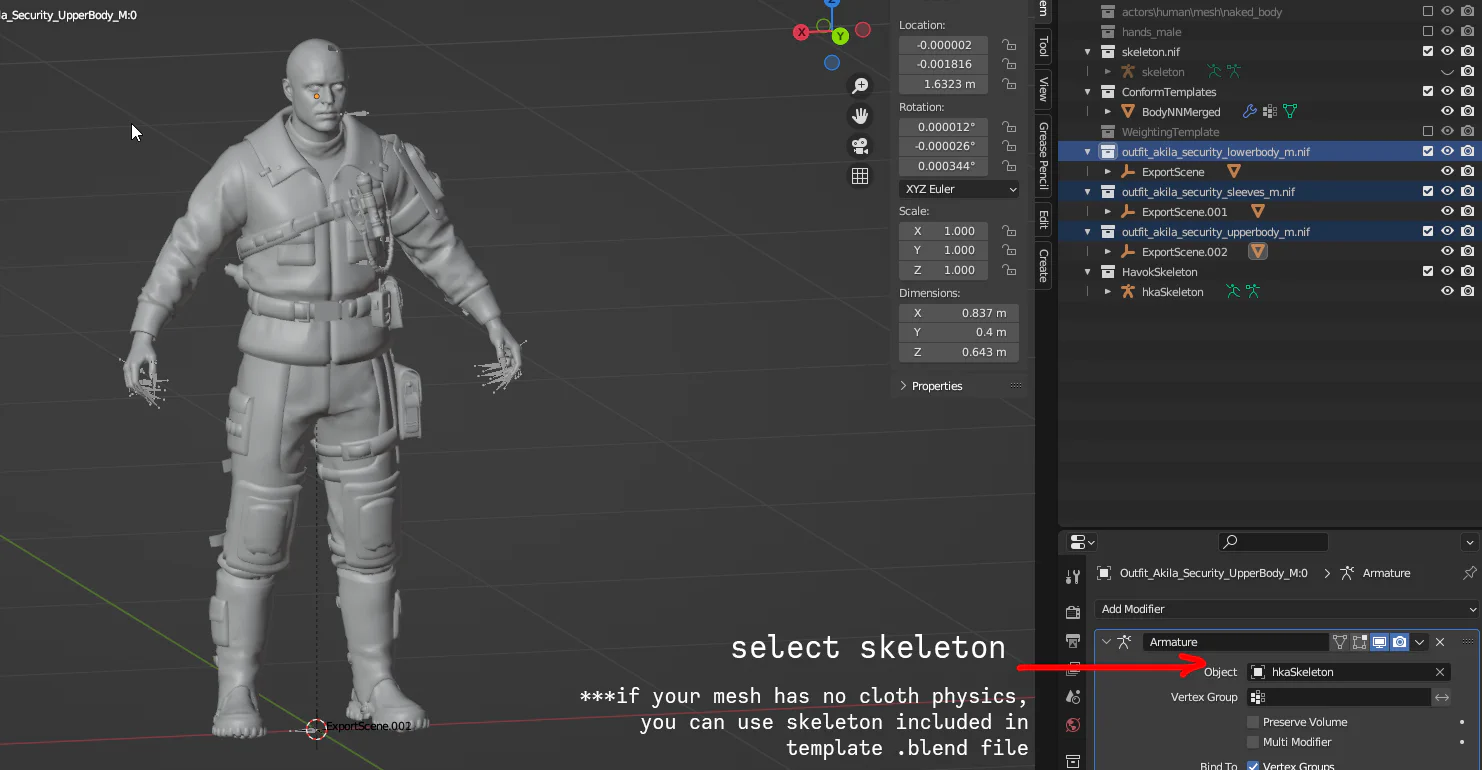 la_Security_UpperBody_M:0
Z
X
Y
Location:
-0.000002
-0.001816
1.6323 m
Rotation:
0.000012°
-0.000026°
0.000344°
XYZ Euler
Scale:
X 1.000
Y 1.000
Z 1.000
Dimensions:
X 0.837 m
Y 0.4 m
Z 0.643 m
Properties
Tool
View
Grease Pencil
Edit
Create
actors\human\mesh\naked_body
hands_male
skeleton.nif
skeleton
ConformTemplates
BodyNNMerged
WeightingTemplate
outfit_akila_security_lowerbody_m.nif
ExportScene
outfit_akila_security_sleeves_m.nif
ExportScene.001
outfit_akila_security_upperbody_m.nif
ExportScene.002
HavokSkeleton
hkaSkeleton
Outfit_Akila_Security_UpperBody_M:0 > Armature
Add Modifier
Armature
Object hkaSkeleton
Vertex Group
Preserve Volume
Multi Modifier
Bind To Vertex Groups
select skeleton
***if your mesh has no cloth physics,
you can use skeleton included in
template .blend file
ExportScene.002